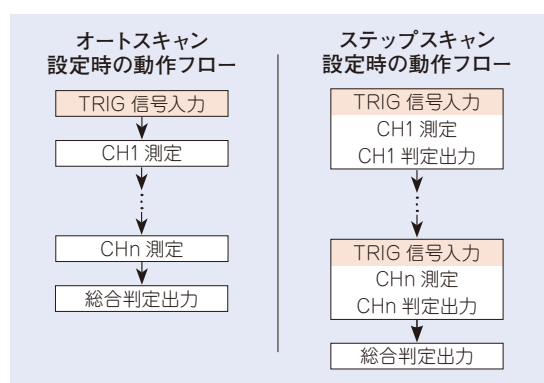 オートスキャン
設定時の動作フロー
TRIG 信号入力
CH1 測定
CHn 測定
総合判定出力
ステップスキャン
設定時の動作フロー
TRIG 信号入力
CH1 測定
CH1 判定出力
TRIG 信号入力
CHn 測定
CHn 判定出力
総合判定出力